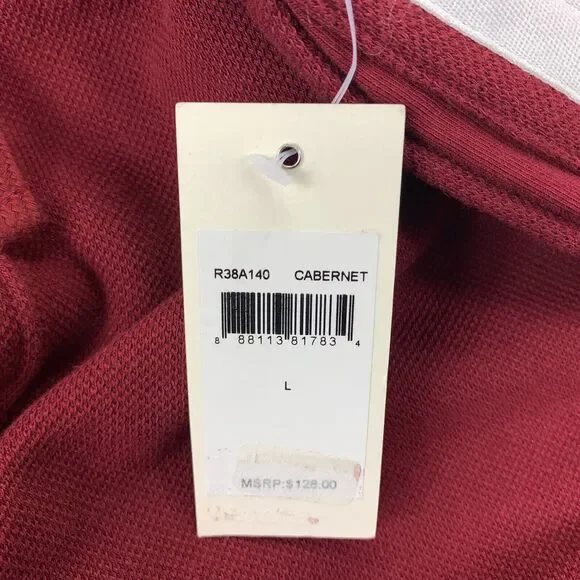 R38A140 CABERNET
8 88113 81783 4
L
MSRP:$128.00